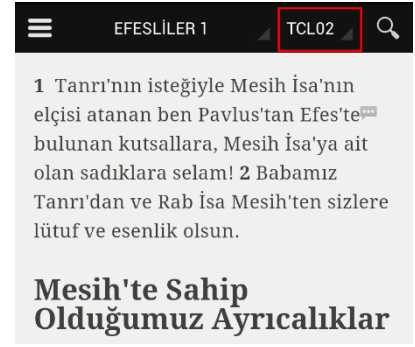 EFESLİLER 1 TCL02
1 Tanrı'nın isteğiyle Mesih İsa'nın
elçisi atanan ben Pavlus'tan Efes'te
bulunan kutsallara, Mesih İsa'ya ait
olan sadıklara selam! 2 Babamız
Tanrı'dan ve Rab İsa Mesih'ten sizlere
lütuf ve esenlik olsun.
Mesih'te Sahip
Olduğumuz Ayrıcalıklar